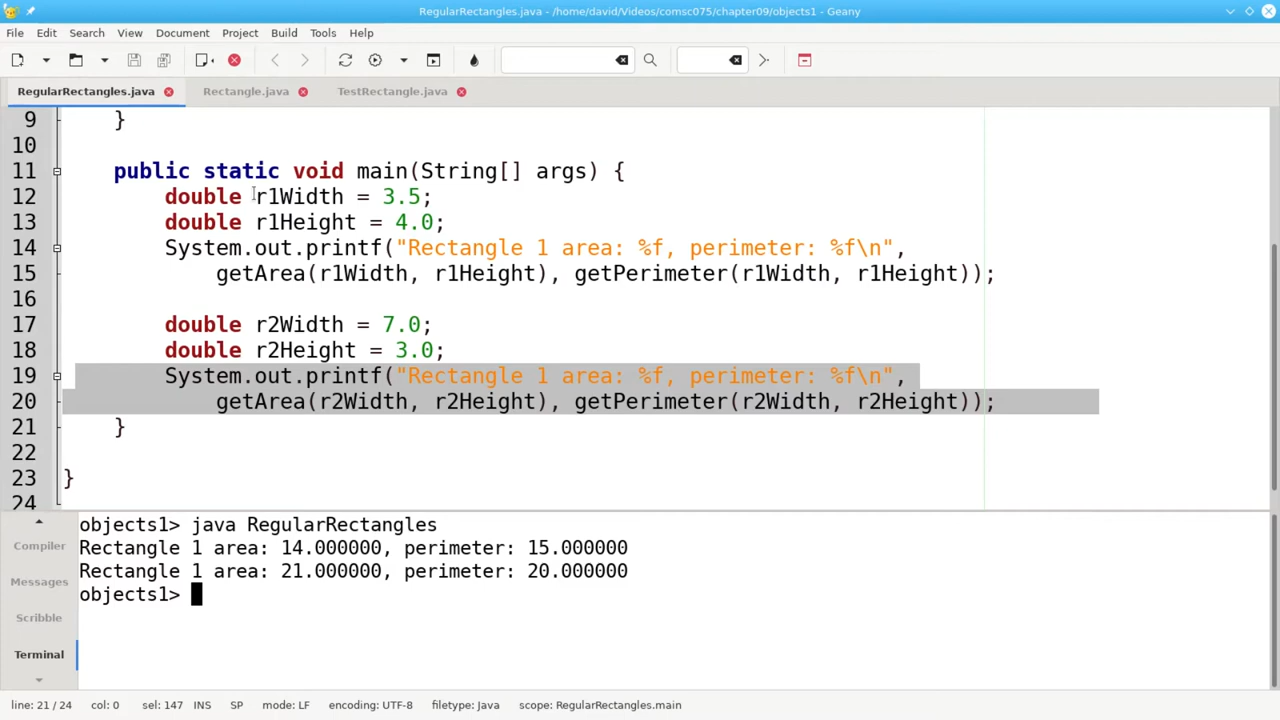 RegularRectangles.java - /home/david/Videos/comsc075/chapter09/objects1 - Geany
File Edit Search View Document Project Build Tools Help
RegularRectangles.java Rectangle.java TestRectangle.java
9 }
10
11 public static void main(String[] args) {
12 double r1Width = 3.5;
13 double r1Height = 4.0;
14 System.out.printf("Rectangle 1 area: %f, perimeter: %f\n",
15 getArea(r1Width, r1Height), getPerimeter(r1Width, r1Height));
16
17 double r2Width = 7.0;
18 double r2Height = 3.0;
19 System.out.printf("Rectangle 1 area: %f, perimeter: %f\n",
20 getArea(r2Width, r2Height), getPerimeter(r2Width, r2Height));
21 }
22
23 }
24
Compiler
Messages
Scribble
Terminal
objects1> java RegularRectangles
Rectangle 1 area: 14.000000, perimeter: 15.000000
Rectangle 1 area: 21.000000, perimeter: 20.000000
objects1>
line: 21 / 24 col: 0 sel: 147 INS SP mode: LF encoding: UTF-8 filetype: Java scope: RegularRectangles.main